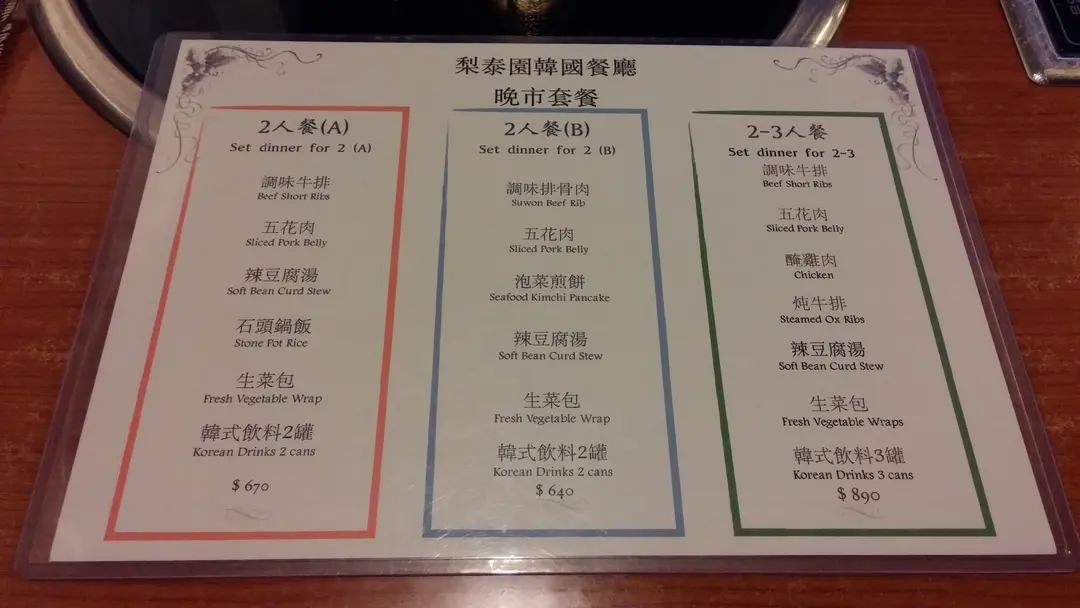 梨泰園韓國餐廳
晚市套餐
2人餐(A)
Set dinner for 2 (A)
調味牛排
Beef Short Ribs
五花肉
Sliced Pork Belly
辣豆腐湯
Soft Bean Curd Stew
石頭鍋飯
Stone Pot Rice
生菜包
Fresh Vegetable Wrap
韓式飲料2罐
Korean Drinks 2 cans
$ 670
2人餐(B)
Set dinner for 2 (B)
調味排骨肉
Suwon Beef Rib
五花肉
Sliced Pork Belly
泡菜煎餅
Seafood Kimchi Pancake
辣豆腐湯
Soft Bean Curd Stew
生菜包
Fresh Vegetable Wrap
韓式飲料2罐
Korean Drinks 2 cans
$ 640
2-3人餐
Set dinner for 2-3
調味牛排
Beef Short Ribs
五花肉
Sliced Pork Belly
醃雞肉
Chicken
炖牛排
Steamed Ox Ribs
辣豆腐湯
Soft Bean Curd Stew
生菜包
Fresh Vegetable Wraps
韓式飲料3罐
Korean Drinks 3 cans
$ 890